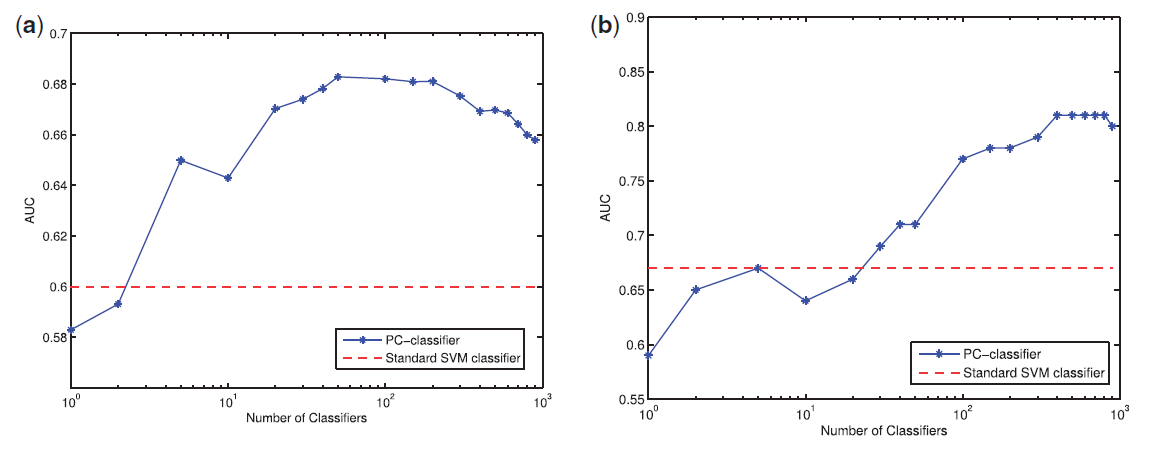 (a)
0.7
0.68
0.66
0.64
0.62
0.6
0.58
AUC
10^0
10^1
10^2
10^3
Number of Classifiers
PC−classifier
Standard SVM classifier
(b)
0.9
0.85
0.8
0.75
0.7
0.65
0.6
0.55
AUC
10^0
10^1
10^2
10^3
Number of Classifiers
PC−classifier
Standard SVM classifier